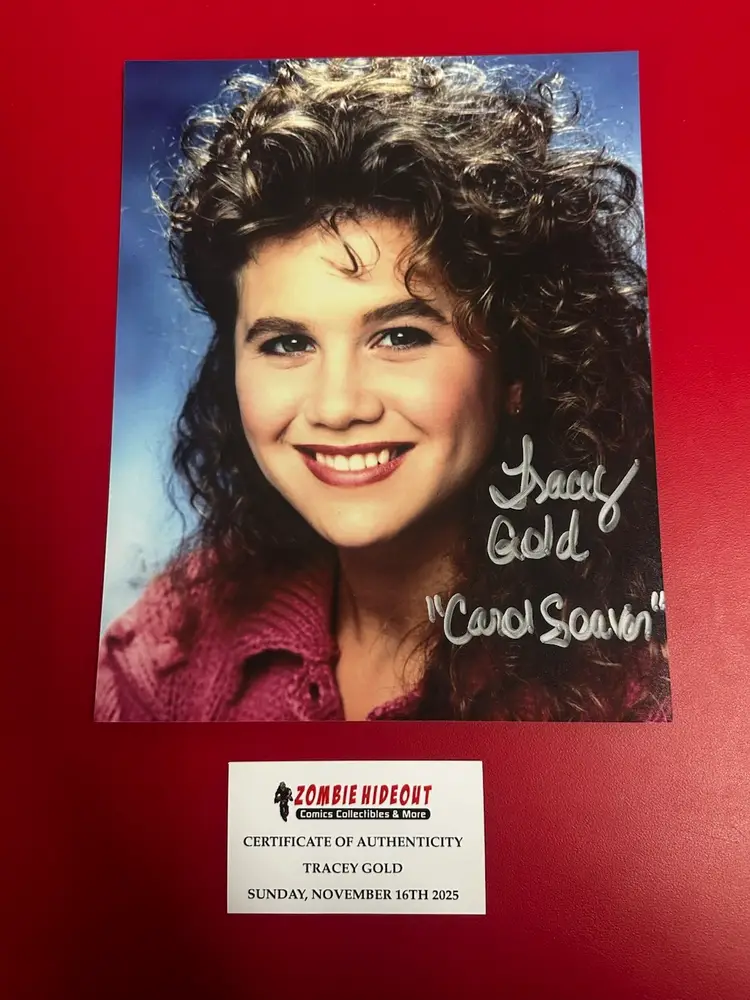 Tracey
Gold
"Carol Seaver"
ZOMBIE HIDEOUT
Comics Collectibles & More
CERTIFICATE OF AUTHENTICITY
TRACEY GOLD
SUNDAY, NOVEMBER 16TH 2025